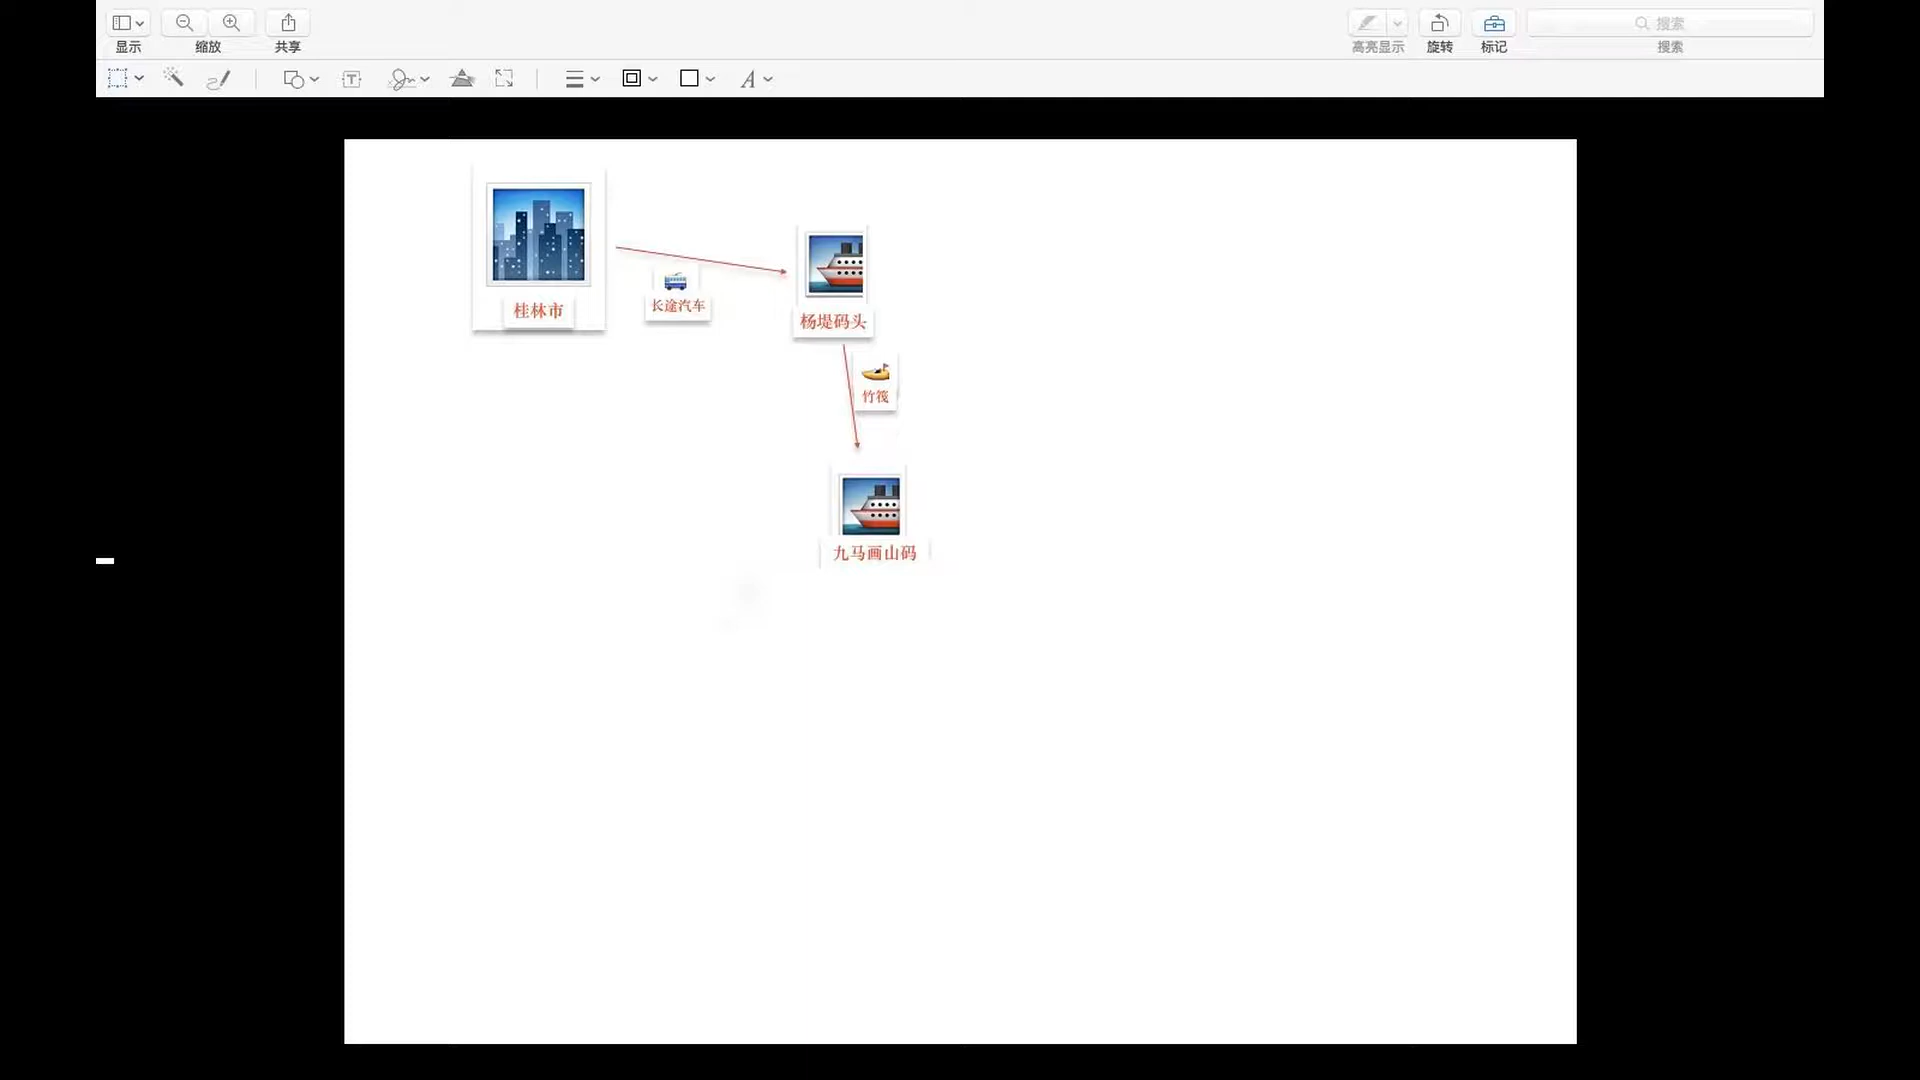 显示
缩放
共享
高亮显示
旋转
标记
搜索
搜索
桂林市
长途汽车
杨堤码头
竹筏
九马画山码